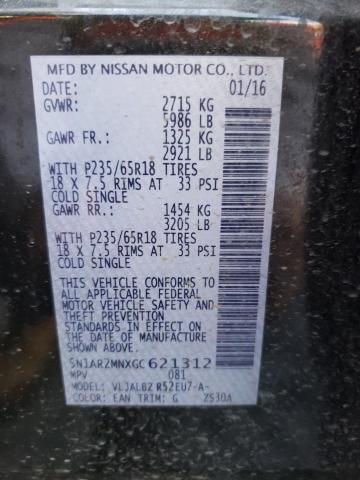 MFD BY NISSAN MOTOR CO., LTD.
DATE: 01/16
GVWR: 2715 KG
5986 LB
GAWR FR.: 1325 KG
2921 LB
WITH P235/65R18 TIRES
18 X 7.5 RIMS AT 33 PSI
COLD SINGLE
GAWR RR.: 1454 KG
3205 LB
WITH P235/65R18 TIRES
18 X 7.5 RIMS AT 33 PSI
COLD SINGLE
THIS VEHICLE CONFORMS TO
ALL APPLICABLE FEDERAL
MOTOR VEHICLE SAFETY AND
THEFT PREVENTION
STANDARDS IN EFFECT ON
THE DATE OF MANUFACTURE
SHOWN ABOVE.
5N1AR2MNXGC 621312
MPV 081
MODEL: VLJALBZ R52EU7-A-
COLOR: EAN TRIM: G ZS30A